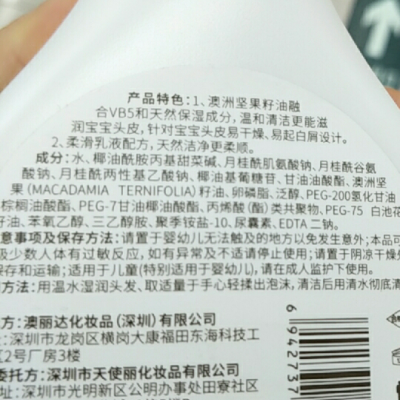 产品特色：1、澳洲坚果籽油融
合VB5和天然保湿成分，温和清洁更能滋
润宝宝头皮，针对宝宝头皮易干燥、易起白屑设计。
2、柔滑乳液配方，天然洁净更柔顺。
成分：水、椰油酰胺丙基甜菜碱、月桂酰肌氨酸钠、月桂酰谷氨
酸钠、月桂酰两性基乙酸钠、椰油基葡糖苷、甘油油酸酯、澳洲坚
果（MACADAMIA TERNIFOLIA）籽油、卵磷脂、泛醇、PEG-200氢化甘油
棕榈油酸酯、PEG-7甘油椰油酸酯、丙烯酸(酯)类共聚物、PEG-75 白池花
籽油、苯氧乙醇、三乙醇胺、聚季铵盐-10、尿囊素、EDTA 二钠。
意事项及保存方法：请置于婴幼儿无法触及的地方以免误食；本品可
极少数人体有过敏反应，如有异常及不适请立即停止使用；请置于阴凉干燥
保存和运输；适用于儿童(特别适用于婴幼儿)，请在成人监护下使用。
方法：用温水湿润头发，取适量于手心轻揉出泡沫，清洁后用清水彻底清
方：澳丽达化妆品(深圳)有限公司
：深圳市龙岗区横岗大康福田东海科技工
区2号厂房3楼
委托方：深圳市天使丽化妆品有限公司
：深圳市光明新区公明办事处田寮社区
6 942737